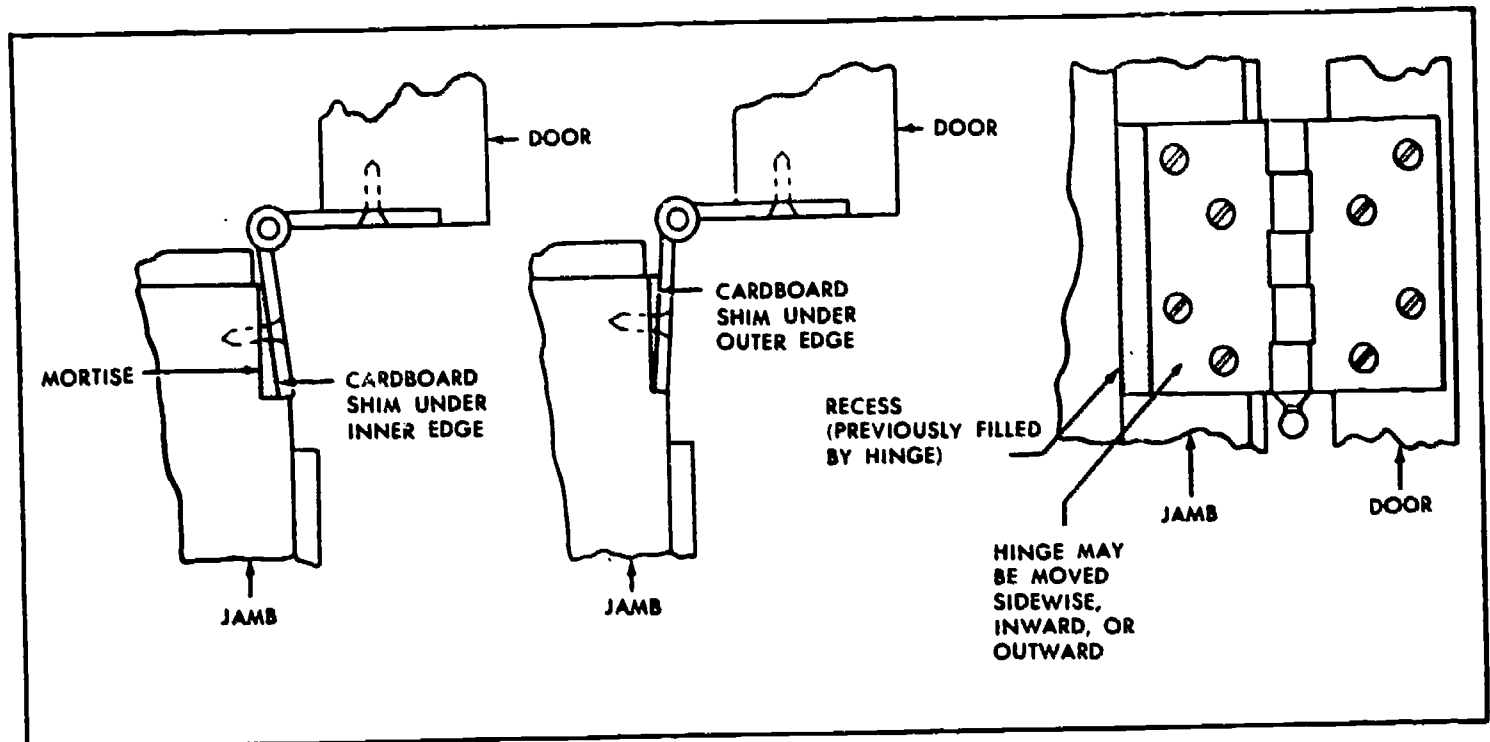 DOOR
MORTISE
CARDBOARD
SHIM UNDER
INNER EDGE
JAMB
DOOR
CARDBOARD
SHIM UNDER
OUTER EDGE
JAMB
RECESS
(PREVIOUSLY FILLED
BY HINGE)
HINGE MAY
BE MOVED
SIDEWISE,
INWARD, OR
OUTWARD
JAMB
DOOR